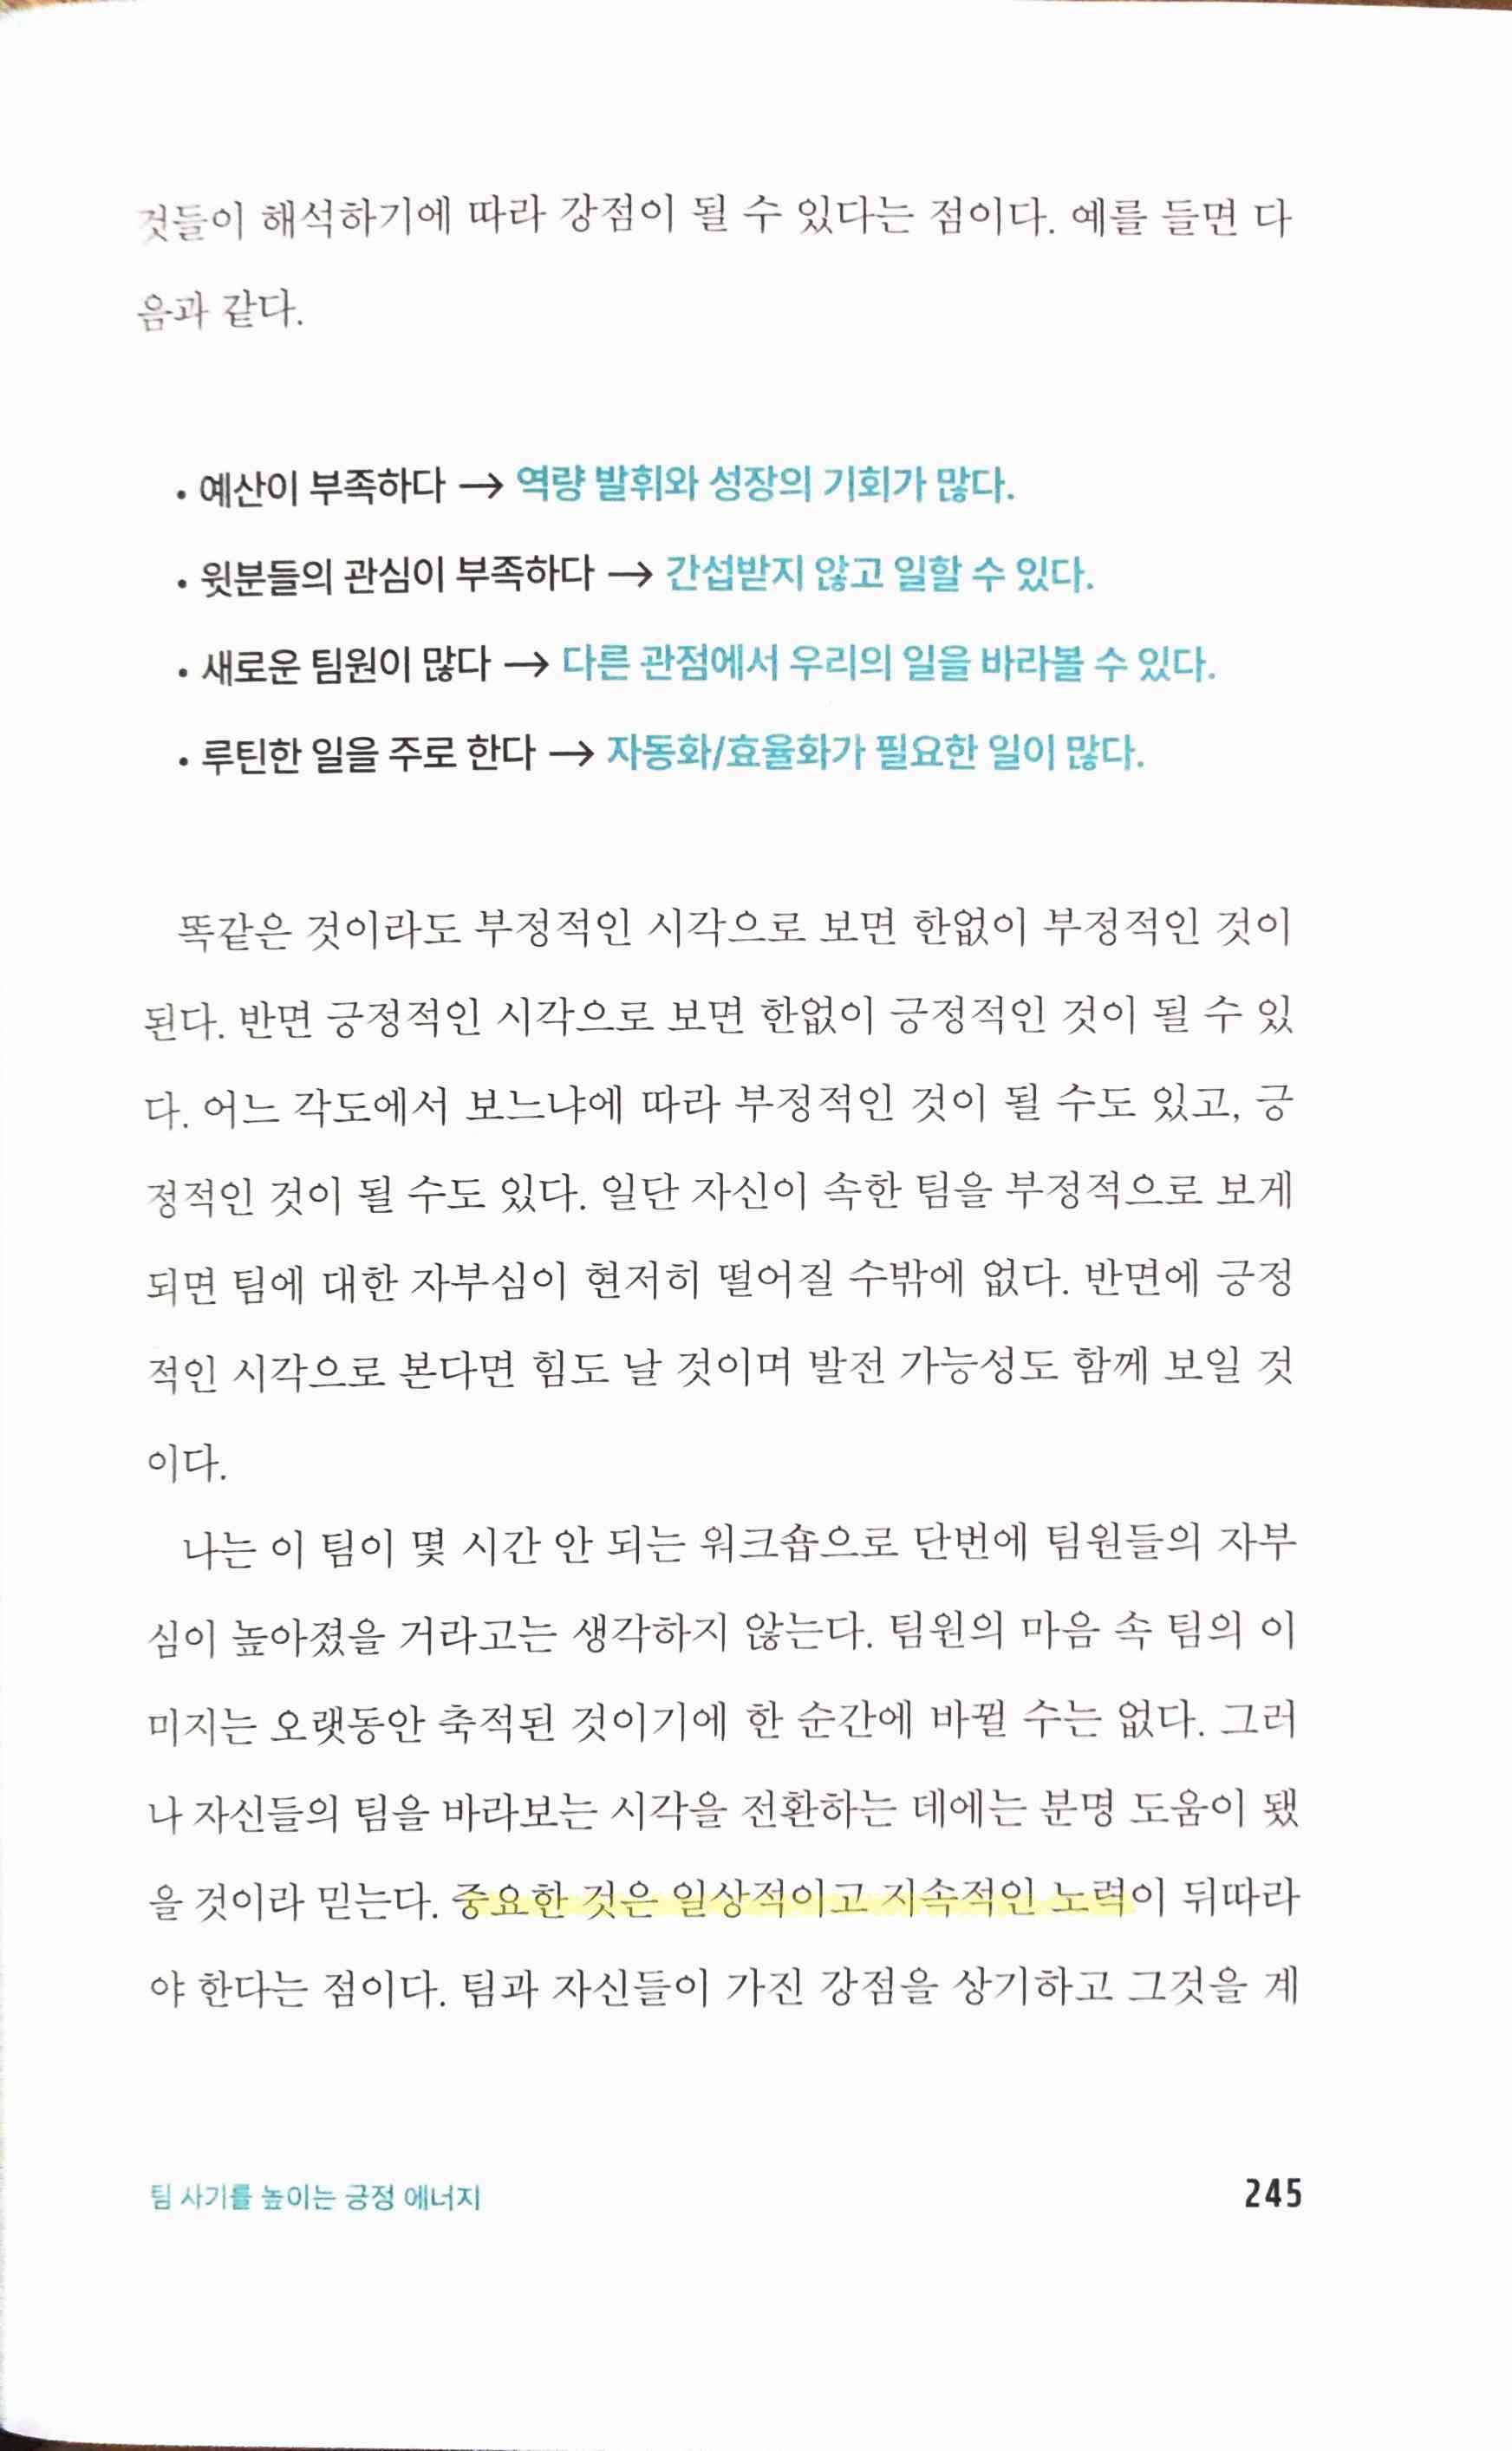 것들이 해석하기에 따라 강점이 될 수 있다는 점이다. 예를 들면 다
음과 같다.
• 예산이 부족하다 → 역량 발휘와 성장의 기회가 많다.
• 윗분들의 관심이 부족하다 → 간섭받지 않고 일할 수 있다.
• 새로운 팀원이 많다 → 다른 관점에서 우리의 일을 바라볼 수 있다.
• 루틴한 일을 주로 한다 → 자동화/효율화가 필요한 일이 많다.
똑같은 것이라도 부정적인 시각으로 보면 한없이 부정적인 것이
된다. 반면 긍정적인 시각으로 보면 한없이 긍정적인 것이 될 수 있
다. 어느 각도에서 보느냐에 따라 부정적인 것이 될 수도 있고, 긍
정적인 것이 될 수도 있다. 일단 자신이 속한 팀을 부정적으로 보게
되면 팀에 대한 자부심이 현저히 떨어질 수밖에 없다. 반면에 긍정
적인 시각으로 본다면 힘도 날 것이며 발전 가능성도 함께 보일 것
이다.
나는 이 팀이 몇 시간 안 되는 워크숍으로 단번에 팀원들의 자부
심이 높아졌을 거라고는 생각하지 않는다. 팀원의 마음 속 팀의 이
미지는 오랫동안 축적된 것이기에 한 순간에 바뀔 수는 없다. 그러
나 자신들의 팀을 바라보는 시각을 전환하는 데에는 분명 도움이 됐
을 것이라 믿는다. 중요한 것은 일상적이고 지속적인 노력이 뒤따라
야 한다는 점이다. 팀과 자신들이 가진 강점을 상기하고 그것을 계
팀 사기를 높이는 긍정 에너지
245